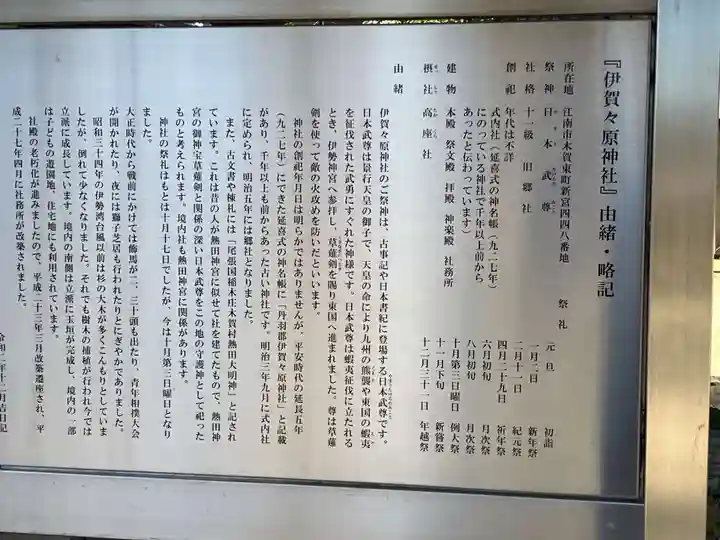 『伊賀々原神社』由緒・略記
所在地 江南市木賀東町新宮四四八番地
祭神 日本武尊
社格 十一級 旧郷社
創祀 年代は不詳
式内社(延喜式の神名帳(九二七年)
にのっている神社で千年以上前から
あったと伝わっています)
建物 本殿 祭文殿 拝殿 神楽殿 社務所
摂社 高座社
祭礼
元旦 初詣
一月二日 新年祭
二月十一日 紀元祭
四月二十九日 祈年祭
六月初旬 月次祭
八月初旬 月次祭
十月第三日曜日 例大祭
十一月下旬 新嘗祭
十二月三十一日 年越祭
由緒
伊賀々原神社のご祭神は、古事記や日本書紀に登場する日本武尊です。
日本武尊は景行天皇の御子で、天皇の命により九州の熊襲や東国の蝦夷
を征伐された武勇にすぐれた神様です。日本武尊は蝦夷征伐に立たれる
とき、伊勢神宮へ参拝し、草薙剣を賜り東国へ進まれました。尊は草薙
剣を使って敵の火攻めを防いだといいます。
神社の創祀年月日は明らかではありませんが、平安時代の延長五年
(九二七年)にできた延喜式の神名帳に「丹羽郡伊賀々原神社」と記載
があり、千年以上も前からあった古い神社です。明治三年九月に式内社
に定められ、明治五年には郷社となりました。
また、古文書や棟札には「尾張国稲木庄木賀村熱田大明神」と記され
ています。これは昔の人が熱田神宮に似せて社を建てたもので、熱田神
宮の御神宝草薙剣と関係の深い日本武尊をこの地の守護神として祀った
ものと考えられます。境内社も熱田神宮に関係があります。
神社の祭礼はもとは十月十七日でしたが、今は十月第三日曜日となり
ました。
大正時代から戦前にかけては飾馬が二、三十頭も出たり、青年相撲大会
が開かれたり、夜には獅子芝居も行われたりとにぎやかでありました。
昭和三十四年の伊勢湾台風以前は杉の大木が多くこんもりとしていま
したが、倒れて少なくなりました。それでも樹木の補植が行われ今では
立派に成長しています。境内の南側は立派に玉垣が完成し、境内の一部
は子どもの遊園地、住宅地にも利用されています。
社殿の老朽化が進みましたので、平成二十三年三月改築遷座され、平
成二十七年四月に社務所が改築されました。
令和二年十二月吉日記